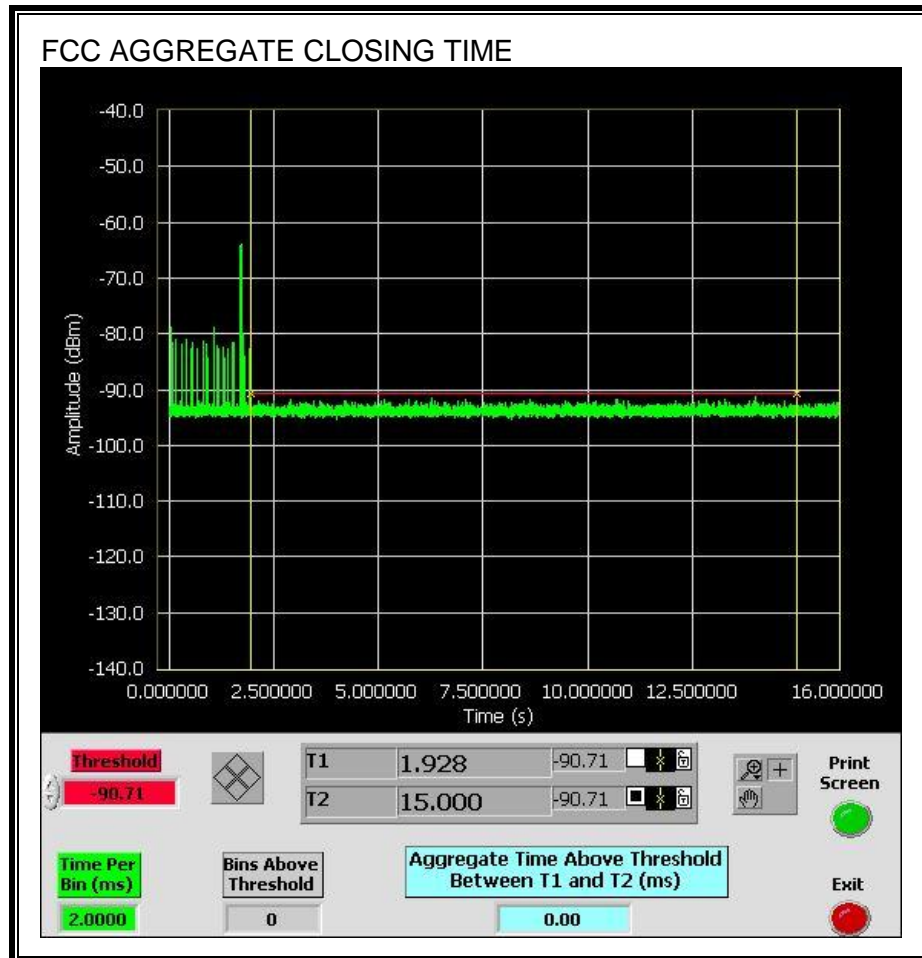 FCC AGGREGATE CLOSING TIME
-40.0
-50.0
-60.0
-70.0
-80.0
-90.0
-100.0
-110.0
-120.0
-130.0
-140.0
Amplitude (dBm)
0.000000 2.500000 5.000000 7.500000 10.000000 12.500000 16.000000
Time (s)
Threshold
-90.71
T1 1.928 -90.71
T2 15.000 -90.71
Print
Screen
Time Per
Bin (ms)
2.0000
Bins Above
Threshold
0
Aggregate Time Above Threshold
Between T1 and T2 (ms)
0.00
Exit